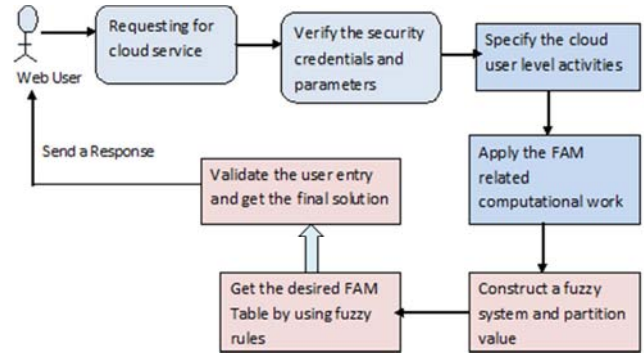 Requesting for
cloud service
Verify the security
credentials and
parameters
Specify the cloud
user level activities
Web User
Send a Response
Validate the user entry
and get the final solution
Apply the FAM
related
computational work
Get the desired FAM
Table by using fuzzy
rules
Construct a fuzzy
system and partition
value